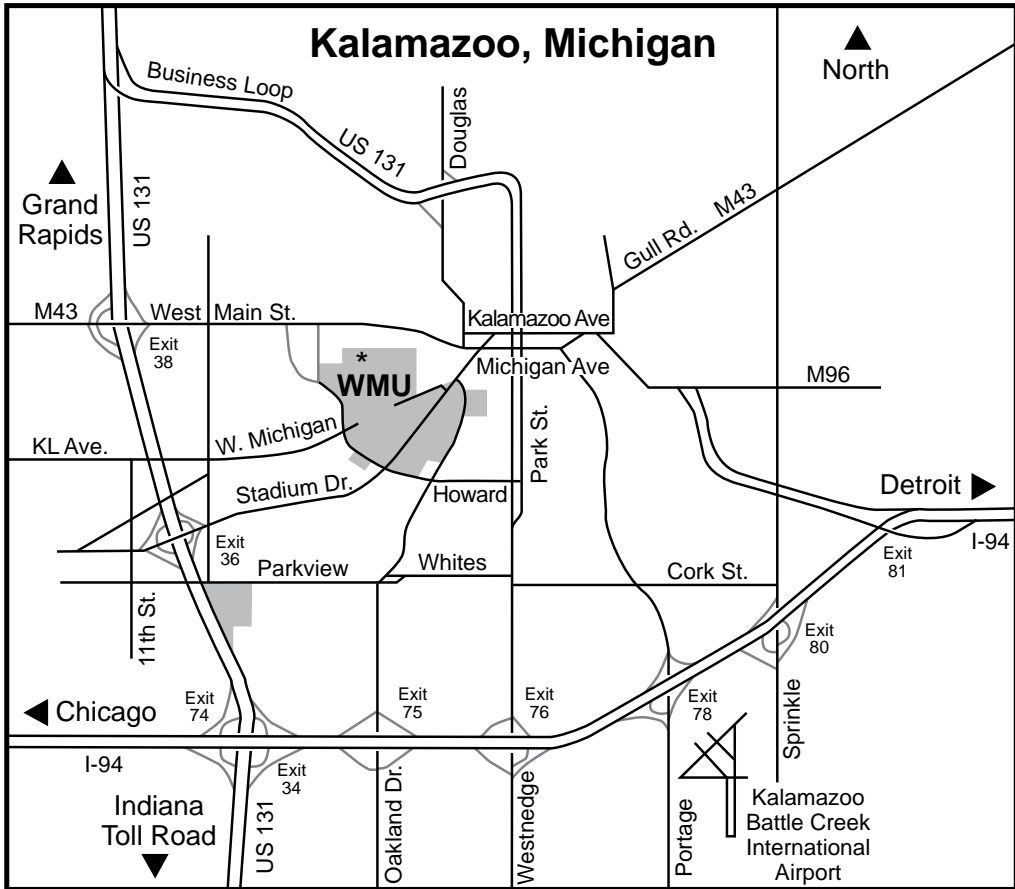 Kalamazoo, Michigan
North
Business Loop
US 131
Douglas
Grand
Rapids
US 131
Gull Rd. M43
M43
West Main St.
Kalamazoo Ave
Exit
38
*
WMU
Michigan Ave
M96
KL Ave.
W. Michigan
Park St.
Stadium Dr.
Howard
Detroit
I-94
Exit
36
Parkview
Whites
Cork St.
Exit
81
11th St.
Exit
80
Chicago
Exit
74
Exit
75
Exit
76
Exit
78
Sprinkle
I-94
Exit
34
Indiana
Toll Road
US 131
Oakland Dr.
Westnedge
Portage
Kalamazoo
Battle Creek
International
Airport